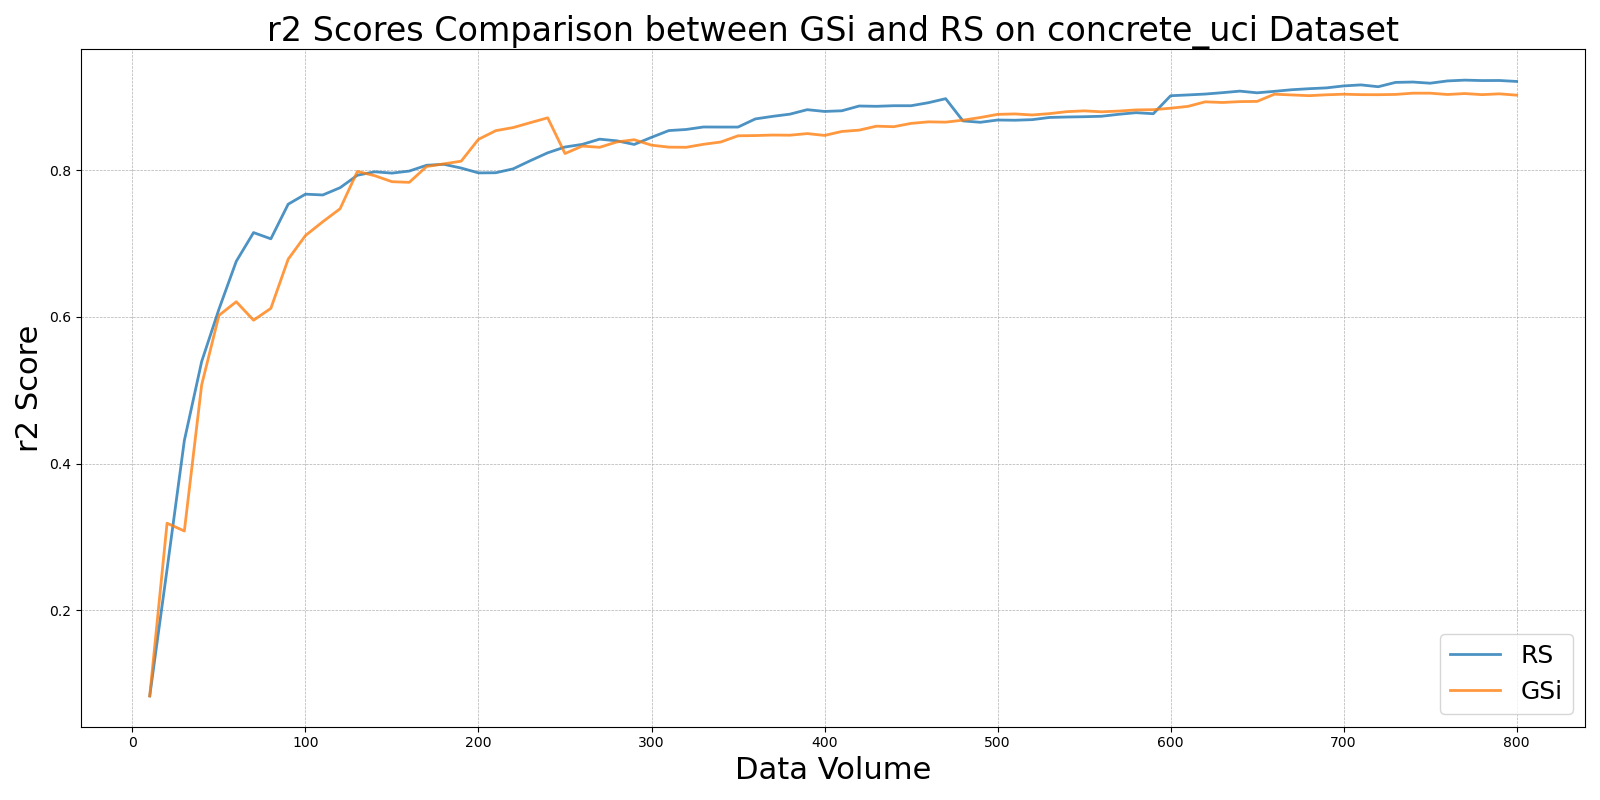 r2 Scores Comparison between GSi and RS on concrete_uci Dataset
r2 Score
0.8
0.6
0.4
0.2
0 100 200 300 400 500 600 700 800
Data Volume
RS
GSi